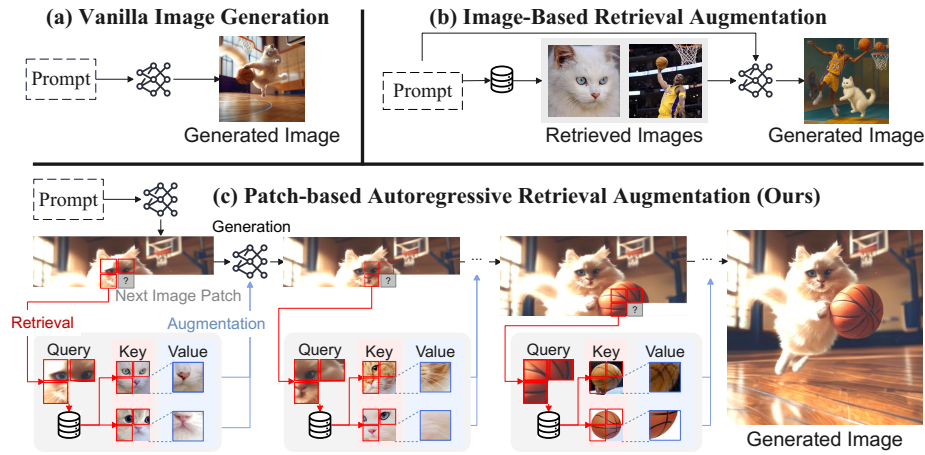 (a) Vanilla Image Generation
Prompt
Generated Image
(b) Image-Based Retrieval Augmentation
Prompt
Retrieved Images
Generated Image
(c) Patch-based Autoregressive Retrieval Augmentation (Ours)
Prompt
Generation
...
...
?
?
?
Next Image Patch
Retrieval
Augmentation
Query Key Value
Query Key Value
Query Key Value
Generated Image